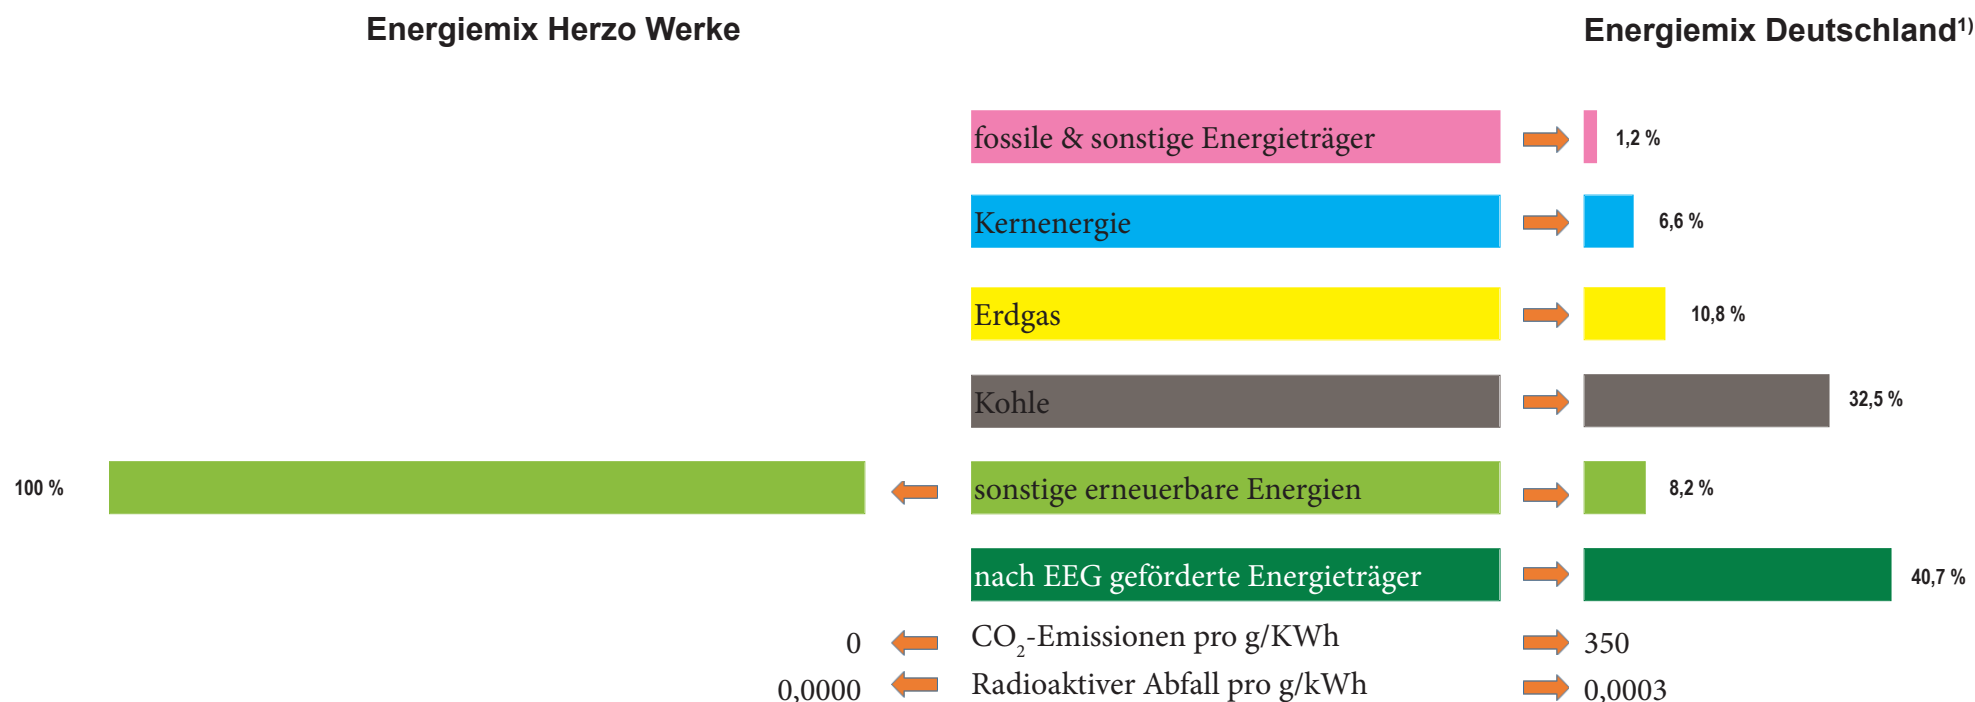 Energiemix Herzo Werke
Energiemix Deutschland¹⁾
fossile & sonstige Energieträger 1,2 %
Kernenergie 6,6 %
Erdgas 10,8 %
Kohle 32,5 %
100 % sonstige erneuerbare Energien 8,2 %
nach EEG geförderte Energieträger 40,7 %
0 CO₂-Emissionen pro g/KWh 350
0,0000 Radioaktiver Abfall pro g/kWh 0,0003